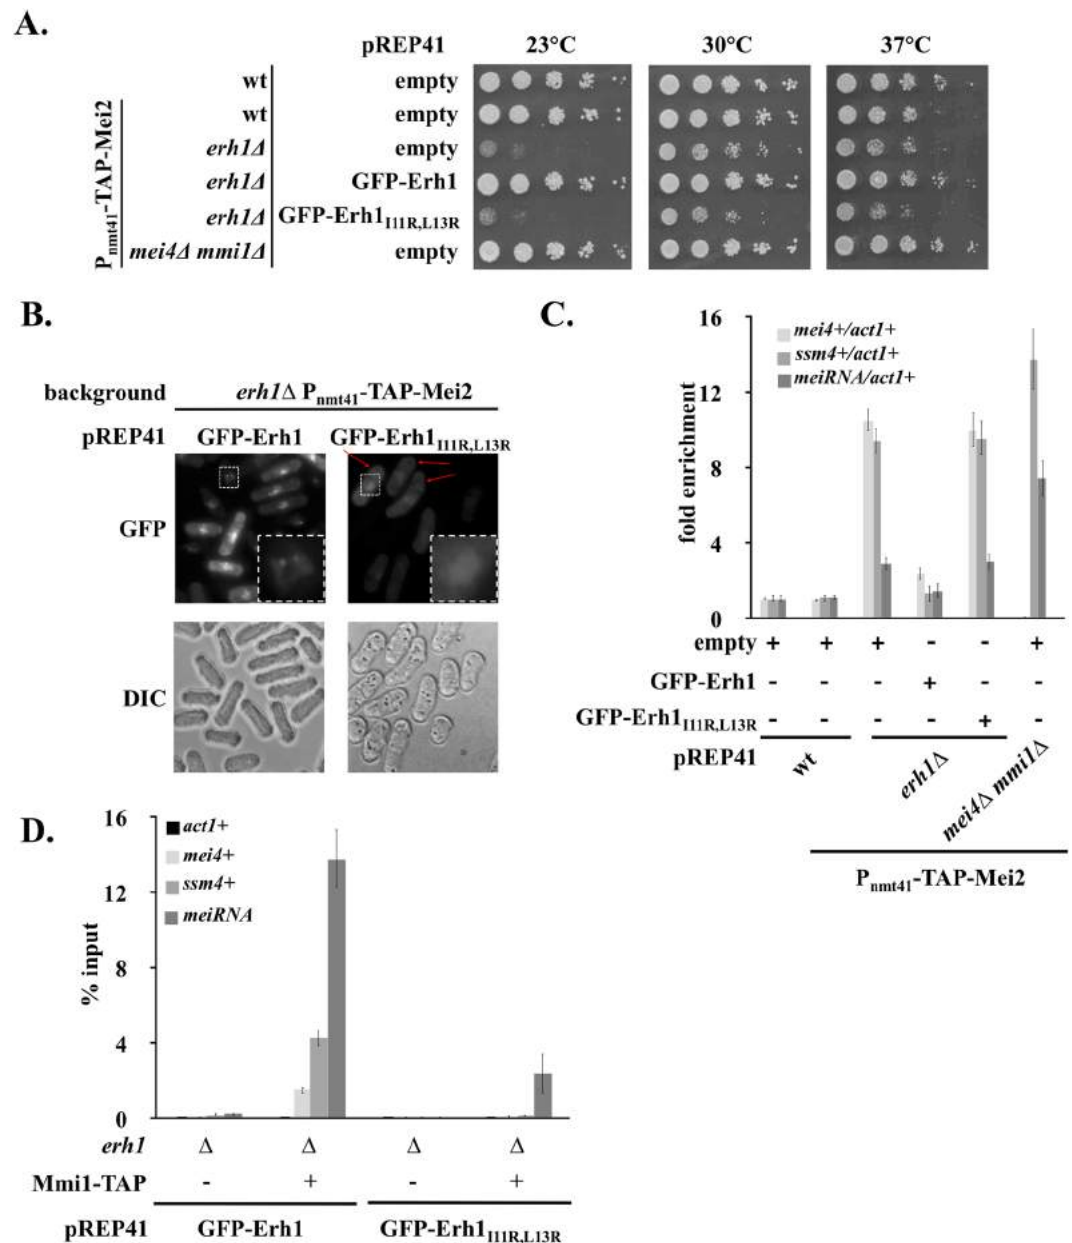 A.
pREP41 23°C 30°C 37°C
wt empty
wt empty
erh1Δ empty
erh1Δ GFP-Erh1
erh1Δ GFP-Erh1I11R,L13R
mei4Δ mmi1Δ empty
Pnmt41-TAP-Mei2
B.
background erh1Δ Pnmt41-TAP-Mei2
pREP41 GFP-Erh1 GFP-Erh1I11R,L13R
GFP
DIC
C.
16
12
8
4
0
fold enrichment
mei4+/act1+
ssm4+/act1+
meiRNA/act1+
empty + + + - - +
GFP-Erh1 - - - + - -
GFP-Erh1I11R,L13R - - - - + -
pREP41 wt erh1Δ mei4Δ mmi1Δ
Pnmt41-TAP-Mei2
D.
16
12
8
4
0
% input
act1+
mei4+
ssm4+
meiRNA
erh1 Δ Δ Δ Δ
Mmi1-TAP - + - +
pREP41 GFP-Erh1 GFP-Erh1I11R,L13R